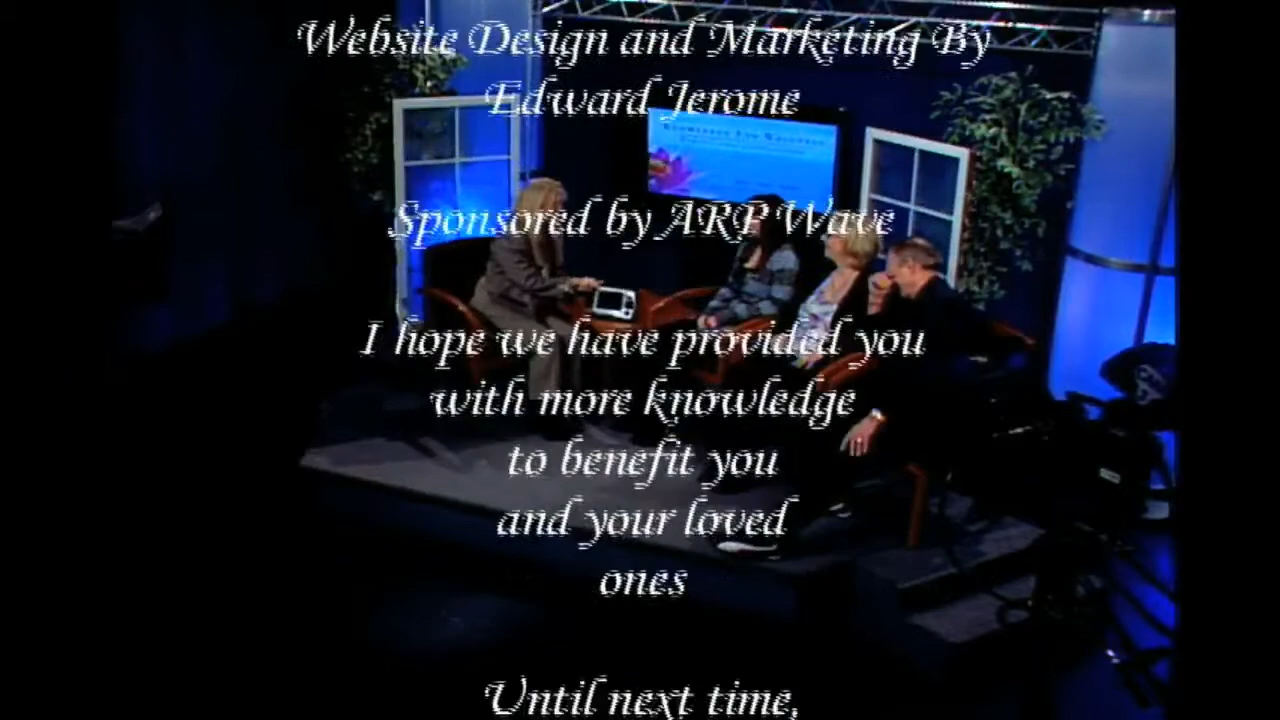 Website Design and Marketing By
Edward Jerome
Sponsored by ARP Wave
I hope we have provided you
with more knowledge
to benefit you
and your loved
ones
Until next time,